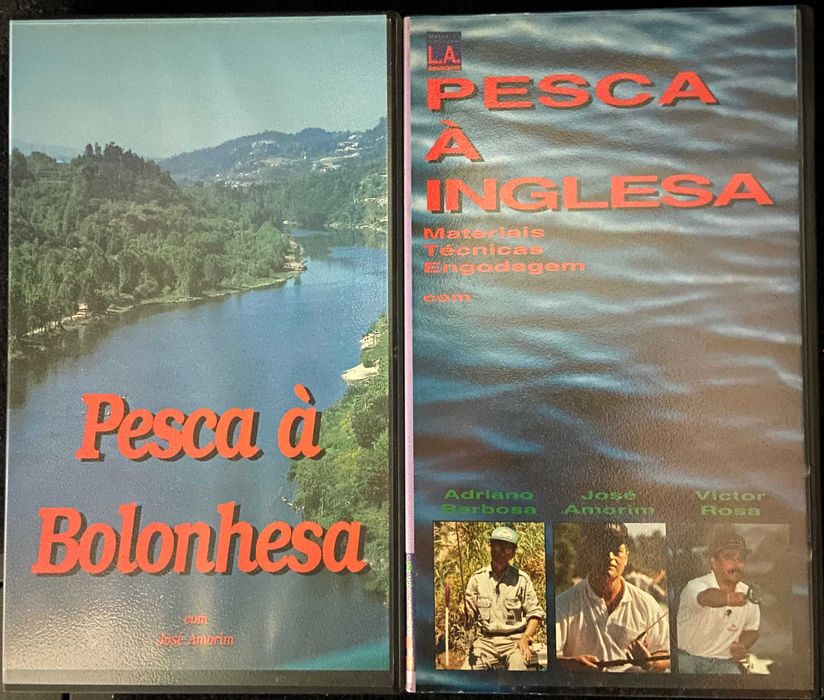 Pesca à
Bolonhesa
com
José Amorim
L.A.
PESCA
À
INGLESA
Materiais
Técnicas
Engodagem
com
Adriano
Barbosa
José
Amorim
Victor
Rosa